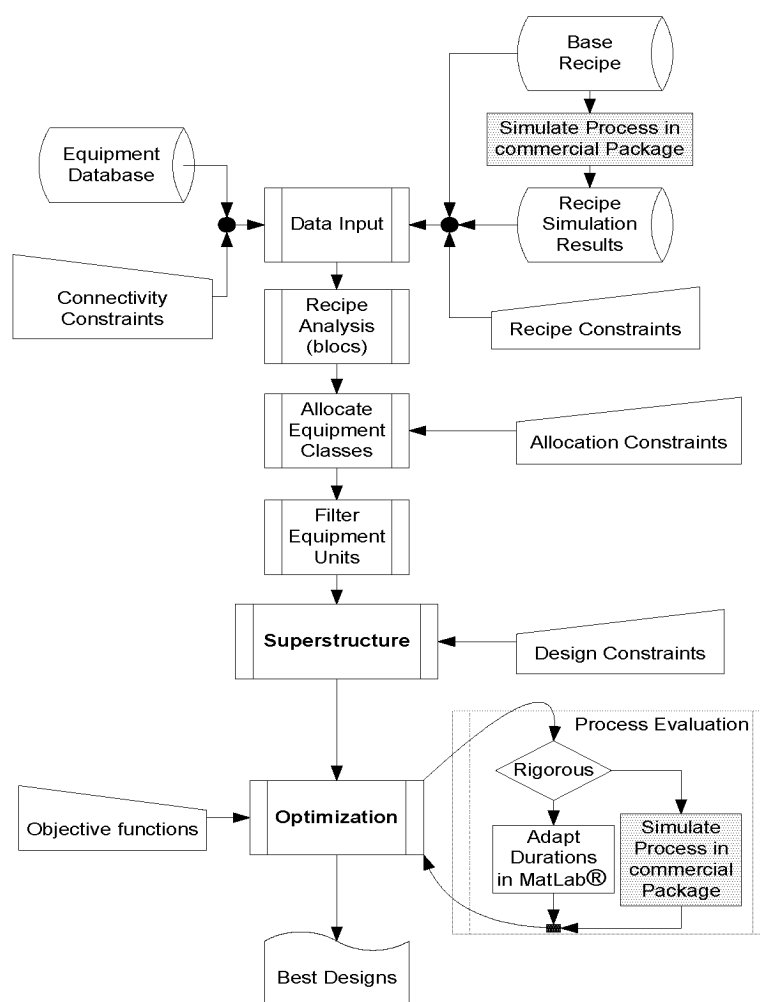 Base
Recipe
Simulate Process in
commercial Package
Equipment
Database
Data Input
Recipe
Simulation
Results
Connectivity
Constraints
Recipe
Analysis
(blocs)
Recipe Constraints
Allocate
Equipment
Classes
Allocation Constraints
Filter
Equipment
Units
Superstructure
Design Constraints
Process Evaluation
Rigorous
Objective functions
Optimization
Adapt
Durations
in MatLab®
Simulate
Process in
commercial
Package
Best Designs